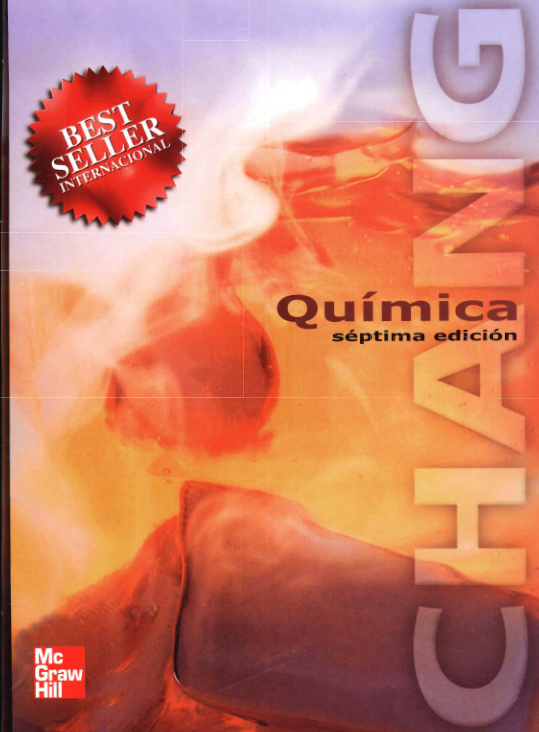 BEST
SELLER
INTERNACIONAL
CHANG
Química
séptima edición
Mc
Graw
Hill